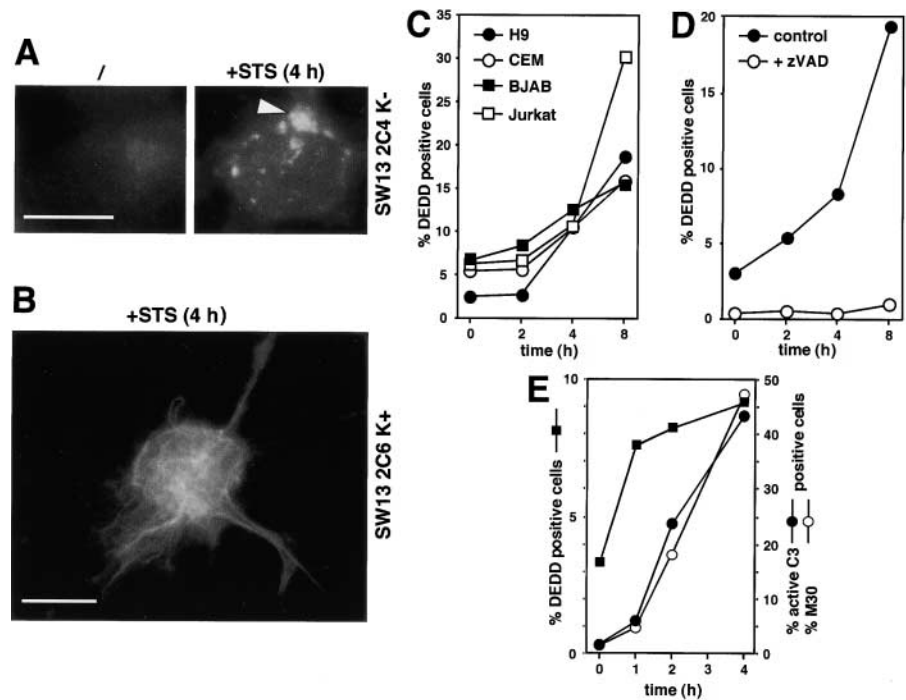 A
/
+STS (4 h)
SW13 2C4 K-
B
+STS (4 h)
SW13 2C6 K+
C
H9
CEM
BJAB
Jurkat
% DEDD positive cells
35
30
25
20
15
10
5
0
0 2 4 8
time (h)
D
control
+ zVAD
% DEDD positive cells
20
15
10
5
0
0 2 4 8
time (h)
E
% DEDD positive cells
10
5
0
50
40
30
20
10
5
0
% active C3
% M30
positive cells
0 1 2 3 4
time (h)